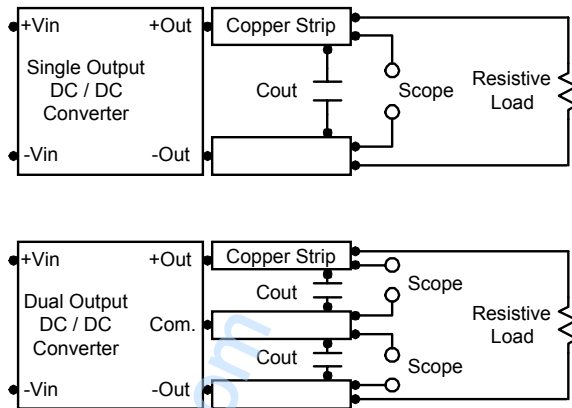 +Vin +Out Copper Strip
Single Output
DC / DC
Converter
Cout Scope
Resistive
Load
-Vin -Out
+Vin +Out Copper Strip
Cout Scope
Dual Output
DC / DC
Converter
Com.
Resistive
Load
Cout Scope
-Vin -Out
com